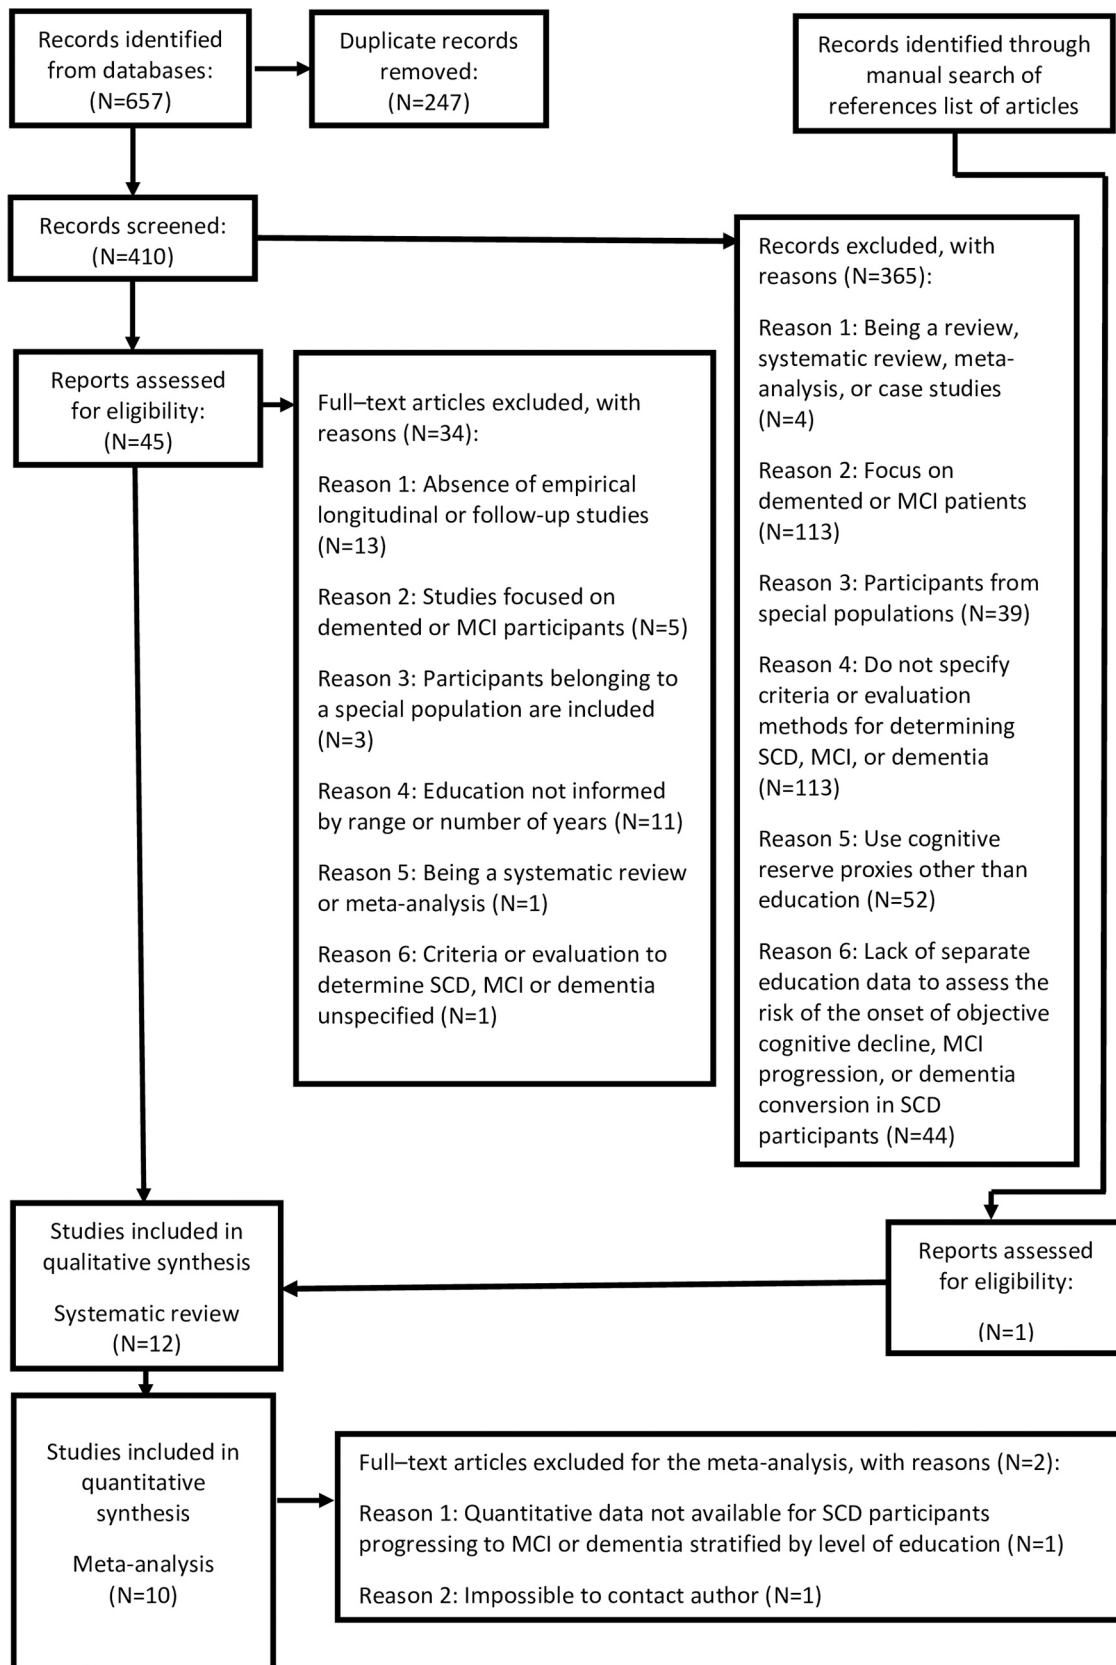 Records identified
from databases:
(N=657)
Duplicate records
removed:
(N=247)
Records identified through
manual search of
references list of articles
Records screened:
(N=410)
Records excluded, with
reasons (N=365):
Reason 1: Being a review,
systematic review, meta-
analysis, or case studies
(N=4)
Reason 2: Focus on
demented or MCI patients
(N=113)
Reason 3: Participants from
special populations (N=39)
Reason 4: Do not specify
criteria or evaluation
methods for determining
SCD, MCI, or dementia
(N=113)
Reason 5: Use cognitive
reserve proxies other than
education (N=52)
Reason 6: Lack of separate
education data to assess the
risk of the onset of objective
cognitive decline, MCI
progression, or dementia
conversion in SCD
participants (N=44)
Reports assessed
for eligibility:
(N=45)
Full–text articles excluded, with
reasons (N=34):
Reason 1: Absence of empirical
longitudinal or follow-up studies
(N=13)
Reason 2: Studies focused on
demented or MCI participants (N=5)
Reason 3: Participants belonging to
a special population are included
(N=3)
Reason 4: Education not informed
by range or number of years (N=11)
Reason 5: Being a systematic review
or meta-analysis (N=1)
Reason 6: Criteria or evaluation to
determine SCD, MCI or dementia
unspecified (N=1)
Studies included in
qualitative synthesis
Systematic review
(N=12)
Reports assessed
for eligibility:
(N=1)
Studies included in
quantitative
synthesis
Meta-analysis
(N=10)
Full–text articles excluded for the meta-analysis, with reasons (N=2):
Reason 1: Quantitative data not available for SCD participants
progressing to MCI or dementia stratified by level of education (N=1)
Reason 2: Impossible to contact author (N=1)